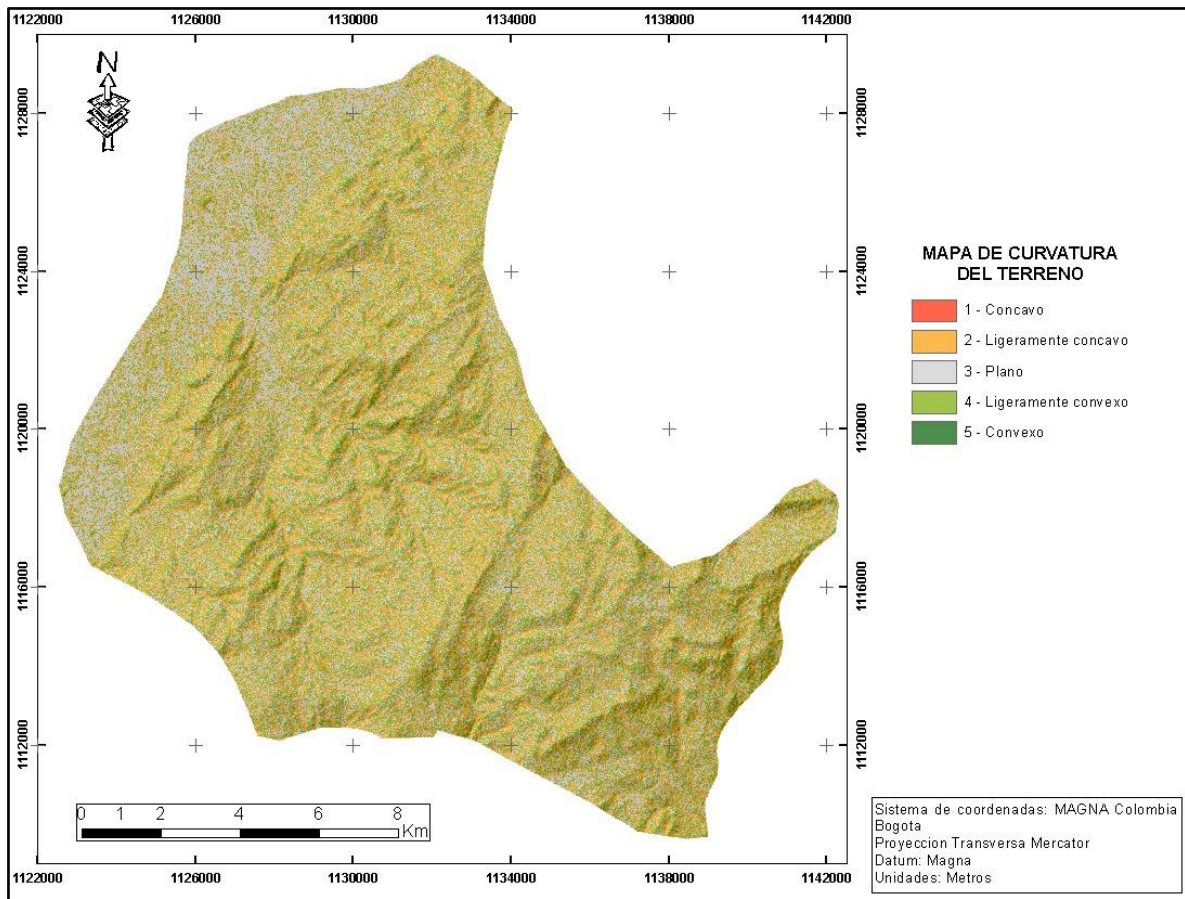 1122000 1126000 1130000 1134000 1138000 1142000
N
1128000 1128000
1124000 1124000
MAPA DE CURVATURA
DEL TERRENO
1 - Concavo
2 - Ligeramente concavo
3 - Plano
4 - Ligeramente convexo
5 - Convexo
1120000 1120000
1116000 1116000
1112000 1112000
0 1 2 4 6 8
Km
Sistema de coordenadas: MAGNA Colombia
Bogota
Proyeccion Transversa Mercator
Datum: Magna
Unidades: Metros
1122000 1126000 1130000 1134000 1138000 1142000